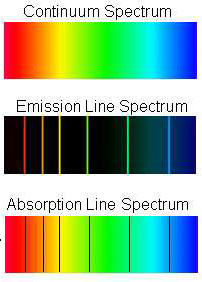 Continuum Spectrum
Emission Line Spectrum
Absorption Line Spectrum